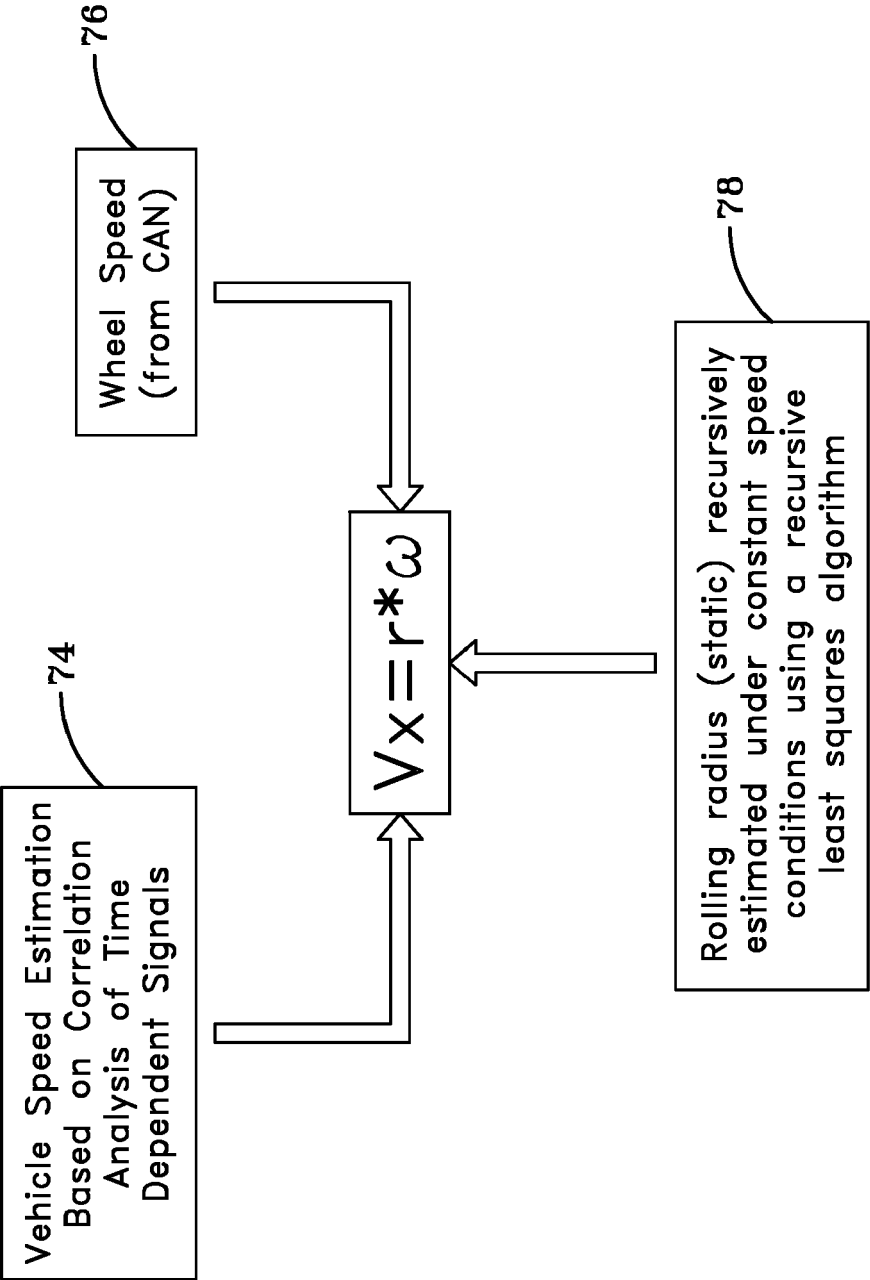 74
Vehicle Speed Estimation
Based on Correlation
Analysis of Time
Dependent Signals
76
Wheel Speed
(from CAN)
Vx=r*ω
78
Rolling radius (static) recursively
estimated under constant speed
conditions using a recursive
least squares algorithm